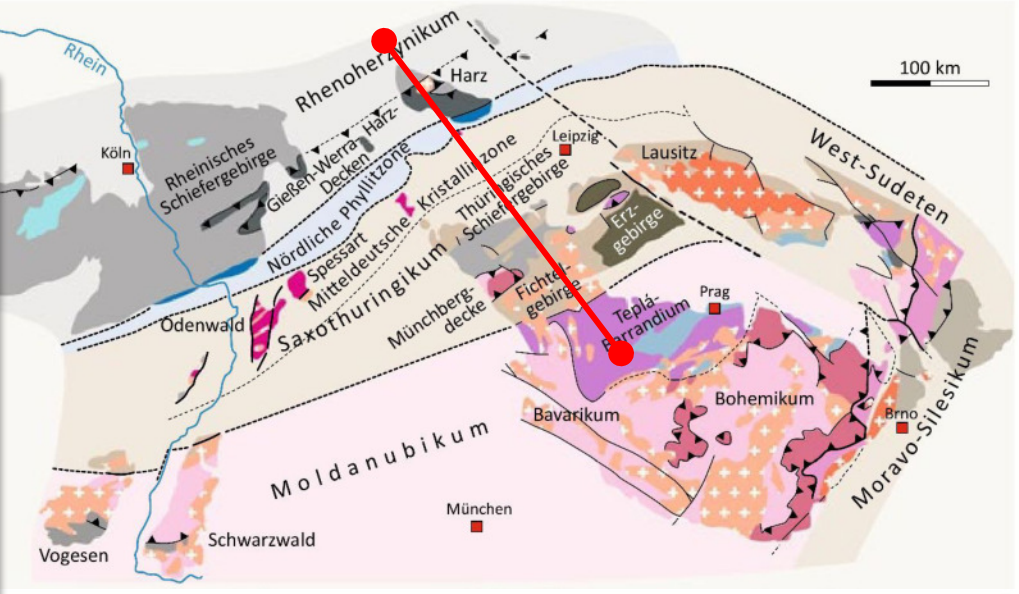 Rhein
Rhenoherzynikum
Harz
100 km
Köln
Rheinisches
Schiefergebirge
Gießen-Werra-Harz-
Decken
Nördliche Phyllitzone
Leipzig
Lausitz
West-Sudeten
Kristallinzone
Thüringisches
Schiefergebirge
Erz-
gebirge
Spessart
Mitteldeutsche
Saxothuringikum
Odenwald
Münchberg-
decke
Fichtel-
gebirge
Teplá-
Barrandium
Prag
Bavarikum
Bohemikum
Brno
Moravo-Silesikum
Moldanubikum
München
Vogesen
Schwarzwald